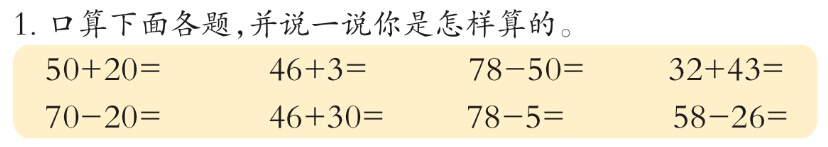 1. 口算下面各题,并说一说你是怎样算的。
50+20= 46+3= 78−50= 32+43=
70−20= 46+30= 78−5= 58−26=